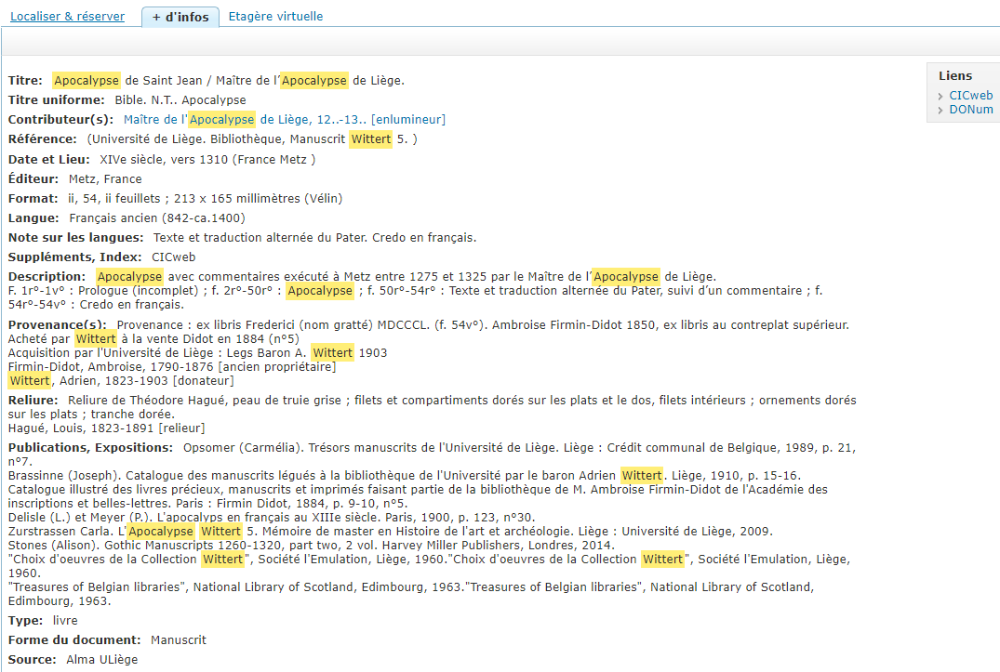 Localiser & réserver
+ d'infos
Etagère virtuelle
Liens
CICweb
DONum
Titre: Apocalypse de Saint Jean / Maître de l'Apocalypse de Liège.
Titre uniforme: Bible. N.T.. Apocalypse
Contributeur(s): Maître de l'Apocalypse de Liège, 12..-13.. [enlumineur]
Référence: (Université de Liège. Bibliothèque, Manuscrit Wittert 5. )
Date et Lieu: XIVe siècle, vers 1310 (France Metz )
Éditeur: Metz, France
Format: ii, 54, ii feuillets ; 213 x 165 millimètres (Vélin)
Langue: Français ancien (842-ca.1400)
Note sur les langues: Texte et traduction alternée du Pater. Credo en français.
Suppléments, Index: CICweb
Description: Apocalypse avec commentaires exécuté à Metz entre 1275 et 1325 par le Maître de l'Apocalypse de Liège.
F. 1r°-1v° : Prologue (incomplet) ; f. 2r°-50r° : Apocalypse ; f. 50r°-54r° : Texte et traduction alternée du Pater, suivi d'un commentaire ; f.
54r°-54v° : Credo en français.
Provenance(s): Provenance : ex libris Frederici (nom gratté) MDCCCL. (f. 54v°). Ambroise Firmin-Didot 1850, ex libris au contreplat supérieur.
Acheté par Wittert à la vente Didot en 1884 (n°5)
Acquisition par l'Université de Liège : Legs Baron A. Wittert 1903
Firmin-Didot, Ambroise, 1790-1876 [ancien propriétaire]
Wittert, Adrien, 1823-1903 [donateur]
Reliure: Reliure de Théodore Hagué, peau de truie grise ; filets et compartiments dorés sur les plats et le dos, filets intérieurs ; ornements dorés
sur les plats ; tranche dorée.
Hagué, Louis, 1823-1891 [relieur]
Publications, Expositions: Opsomer (Carmélia). Trésors manuscrits de l'Université de Liège. Liège : Crédit communal de Belgique, 1989, p. 21,
n°7.
Brassinne (Joseph). Catalogue des manuscrits légués à la bibliothèque de l'Université par le baron Adrien Wittert. Liège, 1910, p. 15-16.
Catalogue illustré des livres précieux, manuscrits et imprimés faisant partie de la bibliothèque de M. Ambroise Firmin-Didot de l'Académie des
inscriptions et belles-lettres. Paris : Firmin Didot, 1884, p. 9-10, n°5.
Delisle (L.) et Meyer (P.). L'apocalyps en français au XIIIe siècle. Paris, 1900, p. 123, n°30.
Zurstrassen Carla. L'Apocalypse Wittert 5. Mémoire de master en Histoire de l'art et archéologie. Liège : Université de Liège, 2009.
Stones (Alison). Gothic Manuscripts 1260-1320, part two, 2 vol. Harvey Miller Publishers, Londres, 2014.
"Choix d'oeuvres de la Collection Wittert", Société l'Emulation, Liège, 1960."Choix d'oeuvres de la Collection Wittert", Société l'Emulation, Liège,
1960.
"Treasures of Belgian libraries", National Library of Scotland, Edimbourg, 1963."Treasures of Belgian libraries", National Library of Scotland,
Edimbourg, 1963.
Type: livre
Forme du document: Manuscrit
Source: Alma ULiège